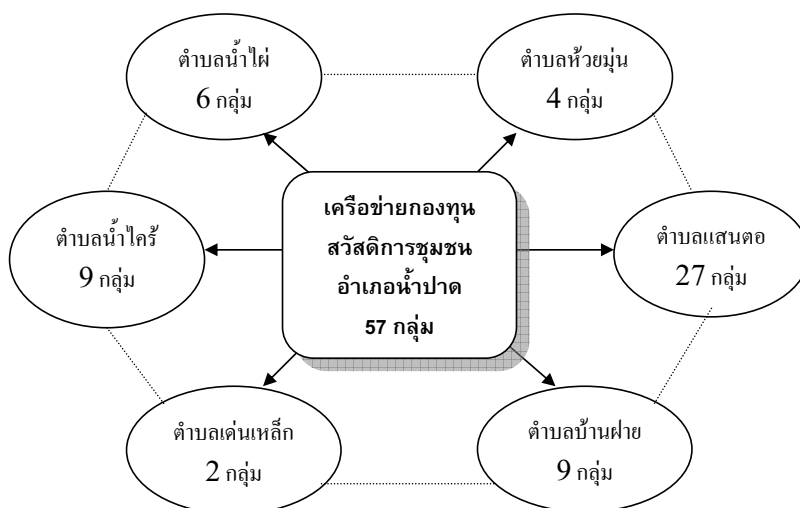 ตำบลน้ำไผ่
6 กลุ่ม
ตำบลห้วยมุ่น
4 กลุ่ม
เครือข่ายกองทุน
สวัสดิการชุมชน
อำเภอน้ำปาด
57 กลุ่ม
ตำบลน้ำไคร้
9 กลุ่ม
ตำบลแสนตอ
27 กลุ่ม
ตำบลเด่นเหล็ก
2 กลุ่ม
ตำบลบ้านฝาย
9 กลุ่ม